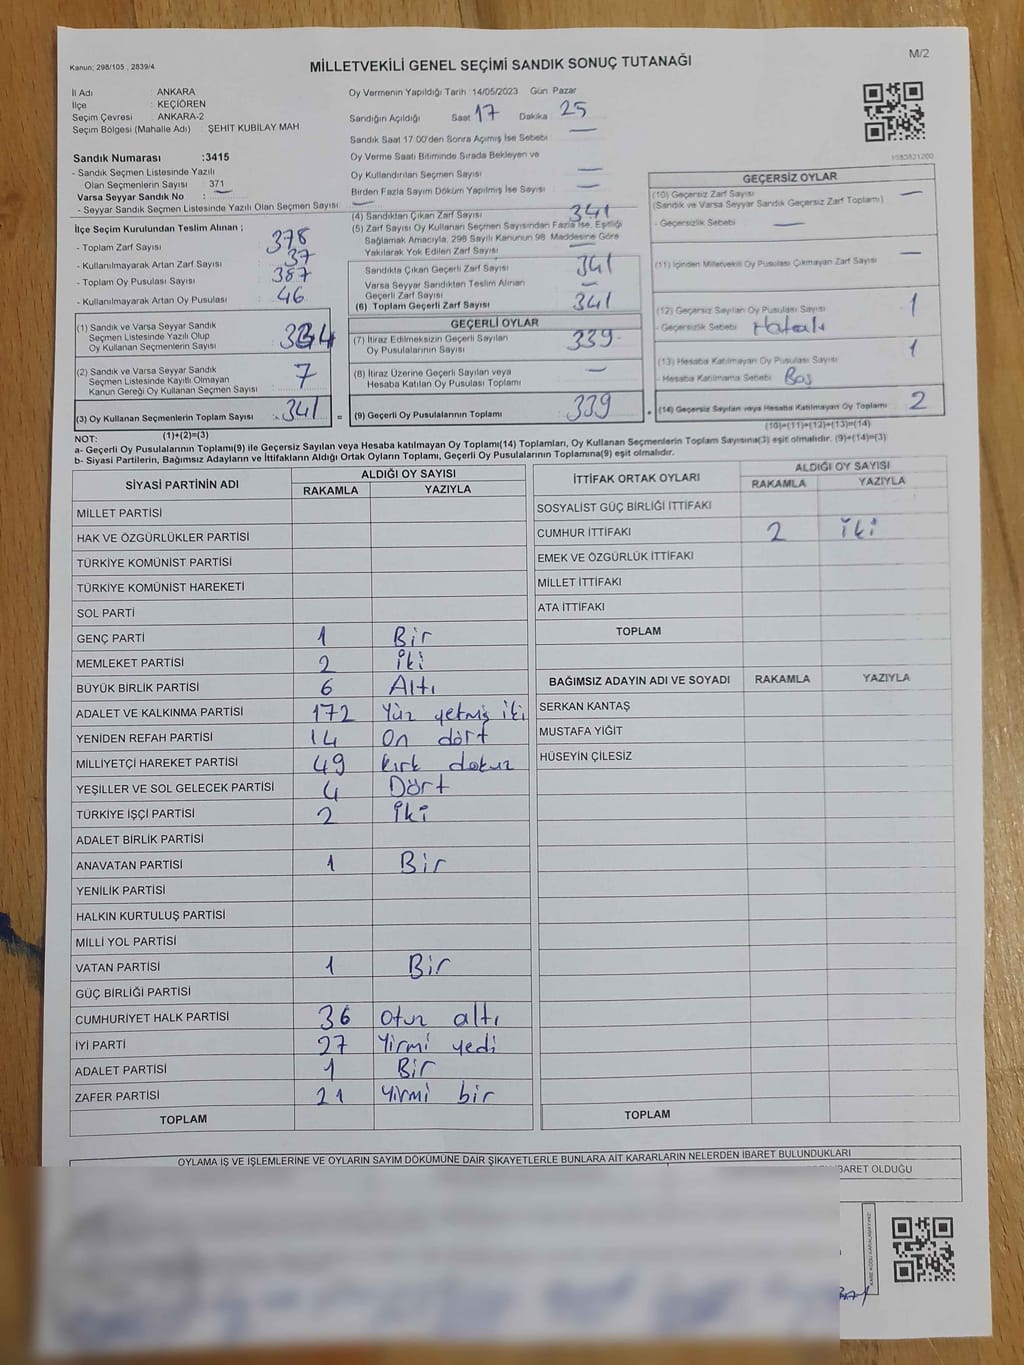 Kanun; 298/105 , 2839/4
MİLLETVEKİLİ GENEL SEÇİMİ SANDIK SONUÇ TUTANAĞI
M/2
İl Adı : ANKARA
İlçe : KEÇİÖREN
Seçim Çevresi : ANKARA-2
Seçim Bölgesi (Mahalle Adı) : ŞEHİT KUBİLAY MAH
Sandık Numarası :3415
- Sandık Seçmen Listesinde Yazılı
Olan Seçmenlerin Sayısı : 371
Varsa Seyyar Sandık No : —
- Seyyar Sandık Seçmen Listesinde Yazılı Olan Seçmen Sayısı : —
İlçe Seçim Kurulundan Teslim Alınan ;
- Toplam Zarf Sayısı : 378
- Kullanılmayarak Artan Zarf Sayısı : 37
- Toplam Oy Pusulası Sayısı : 387
- Kullanılmayarak Artan Oy Pusulası : 46
(1) Sandık ve Varsa Seyyar Sandık
Seçmen Listesinde Yazılı Olup
Oy Kullanan Seçmenlerin Sayısı : 334
(2) Sandık ve Varsa Seyyar Sandık
Seçmen Listesinde Kayıtlı Olmayan
Kanun Gereği Oy Kullanan Seçmen Sayısı : 7
(3) Oy Kullanan Seçmenlerin Toplam Sayısı : 341 =
(1)+(2)=(3)
Oy Vermenin Yapıldığı Tarih :14/05/2023 Gün Pazar
Sandığın Açıldığı Saat 17 Dakika 25
Sandık Saat 17:00'den Sonra Açımış İse Sebebi : —
Oy Verme Saati Bitiminde Sırada Bekleyen ve
Oy Kullandırılan Seçmen Sayısı : —
Birden Fazla Sayım Döküm Yapılmış İse Sayısı : —
(4) Sandıktan Çıkan Zarf Sayısı : 341
(5) Zarf Sayısı Oy Kullanan Seçmen Sayısından Fazla İse, Eşitliği
Sağlamak Amacıyla, 298 Sayılı Kanunun 98. Maddesine Göre
Yakılarak Yok Edilen Zarf Sayısı : —
Sandıkta Çıkan Geçerli Zarf Sayısı : 341
Varsa Seyyar Sandıktan Teslim Alınan
Geçerli Zarf Sayısı : —
(6) Toplam Geçerli Zarf Sayısı : 341
GEÇERLİ OYLAR
(7) İtiraz Edilmeksizin Geçerli Sayılan
Oy Pusulalarının Sayısı : 339
(8) İtiraz Üzerine Geçerli Sayılan veya
Hesaba Katılan Oy Pusulası Toplamı : —
(9) Geçerli Oy Pusulalarının Toplamı : 339
1083831200
GEÇERSİZ OYLAR
(10) Geçersiz Zarf Sayısı : —
(Sandık ve Varsa Seyyar Sandık Geçersiz Zarf Toplamı)
- Geçersizlik Sebebi : —
(11) İçinden Milletvekili Oy Pusulası Çıkmayan Zarf Sayısı : —
(12) Geçersiz Sayılan Oy Pusulası Sayısı : 1
- Geçersizlik Sebebi : Hatalı
(13) Hesaba Katılmayan Oy Pusulası Sayısı : 1
- Hesaba Katılmama Sebebi : Boş
(14) Geçersiz Sayılan veya Hesaba Katılmayan Oy Toplamı : 2
(10)+(11)+(12)+(13)=(14)
NOT:
a- Geçerli Oy Pusulalarının Toplamı(9) ile Geçersiz Sayılan veya Hesaba katılmayan Oy Toplamı(14) Toplamları, Oy Kullanan Seçmenlerin Toplam Sayısına(3) eşit olmalıdır. (9)+(14)=(3)
b- Siyasi Partilerin, Bağımsız Adayların ve İttifakların Aldığı Ortak Oyların Toplamı, Geçerli Oy Pusulalarının Toplamına(9) eşit olmalıdır.
SİYASİ PARTİNİN ADI ALDIĞI OY SAYISI
RAKAMLA YAZIYLA
MİLLET PARTİSİ
HAK VE ÖZGÜRLÜKLER PARTİSİ
TÜRKİYE KOMÜNİST PARTİSİ
TÜRKİYE KOMÜNİST HAREKETİ
SOL PARTİ
GENÇ PARTİ 1 Bir
MEMLEKET PARTİSİ 2 İki
BÜYÜK BİRLİK PARTİSİ 6 Altı
ADALET VE KALKINMA PARTİSİ 172 Yüz yetmiş iki
YENİDEN REFAH PARTİSİ 14 On dört
MİLLİYETÇİ HAREKET PARTİSİ 49 kırk dokuz
YEŞİLLER VE SOL GELECEK PARTİSİ 4 Dört
TÜRKİYE İŞÇİ PARTİSİ 2 İki
ADALET BİRLİK PARTİSİ
ANAVATAN PARTİSİ 1 Bir
YENİLİK PARTİSİ
HALKIN KURTULUŞ PARTİSİ
MİLLİ YOL PARTİSİ
VATAN PARTİSİ 1 Bir
GÜÇ BİRLİĞİ PARTİSİ
CUMHURİYET HALK PARTİSİ 36 otuz altı
İYİ PARTİ 27 Yirmi yedi
ADALET PARTİSİ 1 Bir
ZAFER PARTİSİ 21 Yirmi bir
TOPLAM
İTTİFAK ORTAK OYLARI ALDIĞI OY SAYISI
RAKAMLA YAZIYLA
SOSYALİST GÜÇ BİRLİĞİ İTTİFAKI
CUMHUR İTTİFAKI 2 İki
EMEK VE ÖZGÜRLÜK İTTİFAKI
MİLLET İTTİFAKI
ATA İTTİFAKI
TOPLAM
BAĞIMSIZ ADAYIN ADI VE SOYADI RAKAMLA YAZIYLA
SERKAN KANTAŞ
MUSTAFA YİĞİT
HÜSEYİN ÇİLESİZ
TOPLAM
OYLAMA İŞ VE İŞLEMLERİNE VE OYLARIN SAYIM DÖKÜMÜNE DAİR ŞİKAYETLERLE BUNLARA AİT KARARLARIN NELERDEN İBARET BULUNDUKLARI
İBARET OLDUĞU